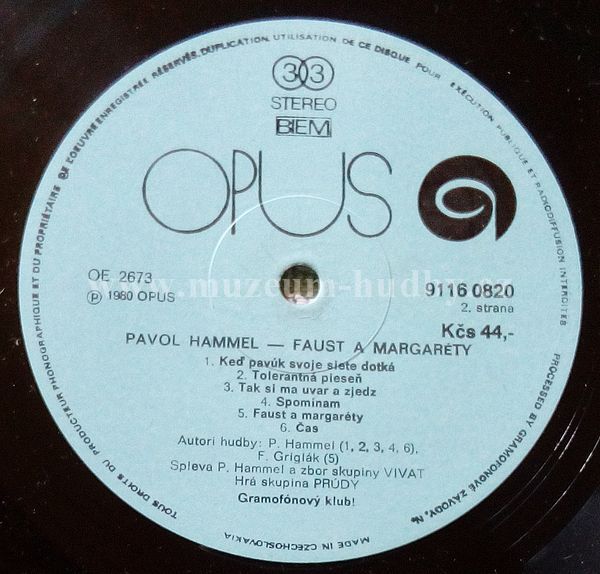 33
STEREO
BIEM
OPUS
OE 2673
℗ 1980 OPUS
9116 0820
2. strana
Kčs 44,-
www.muzeum-hudby.cz
PAVOL HAMMEL — FAUST A MARGARÉTY
1. Keď pavúk svoje siete dotká
2. Tolerantná pieseň
3. Tak si ma uvar a zjedz
4. Spomínam
5. Faust a margaréty
6. Čas
Autori hudby: P. Hammel (1, 2, 3, 4, 6),
F. Griglák (5)
Spieva P. Hammel a zbor skupiny VIVAT
Hrá skupina PRÚDY
Gramofónový klub!
TOUS DROITS DU PRODUCTEUR PHONOGRAPHIQUE ET DU PROPRIÉTAIRE DE L'OEUVRE ENREGISTRÉE RÉSERVÉS. DUPLICATION, UTILISATION DE CE DISQUE POUR EXÉCUTION PUBLIQUE ET RADIODIFFUSION INTERDITES
PROCESSED BY GRAMOFONOVÉ ZÁVODY, N.
MADE IN CZECHOSLOVAKIA